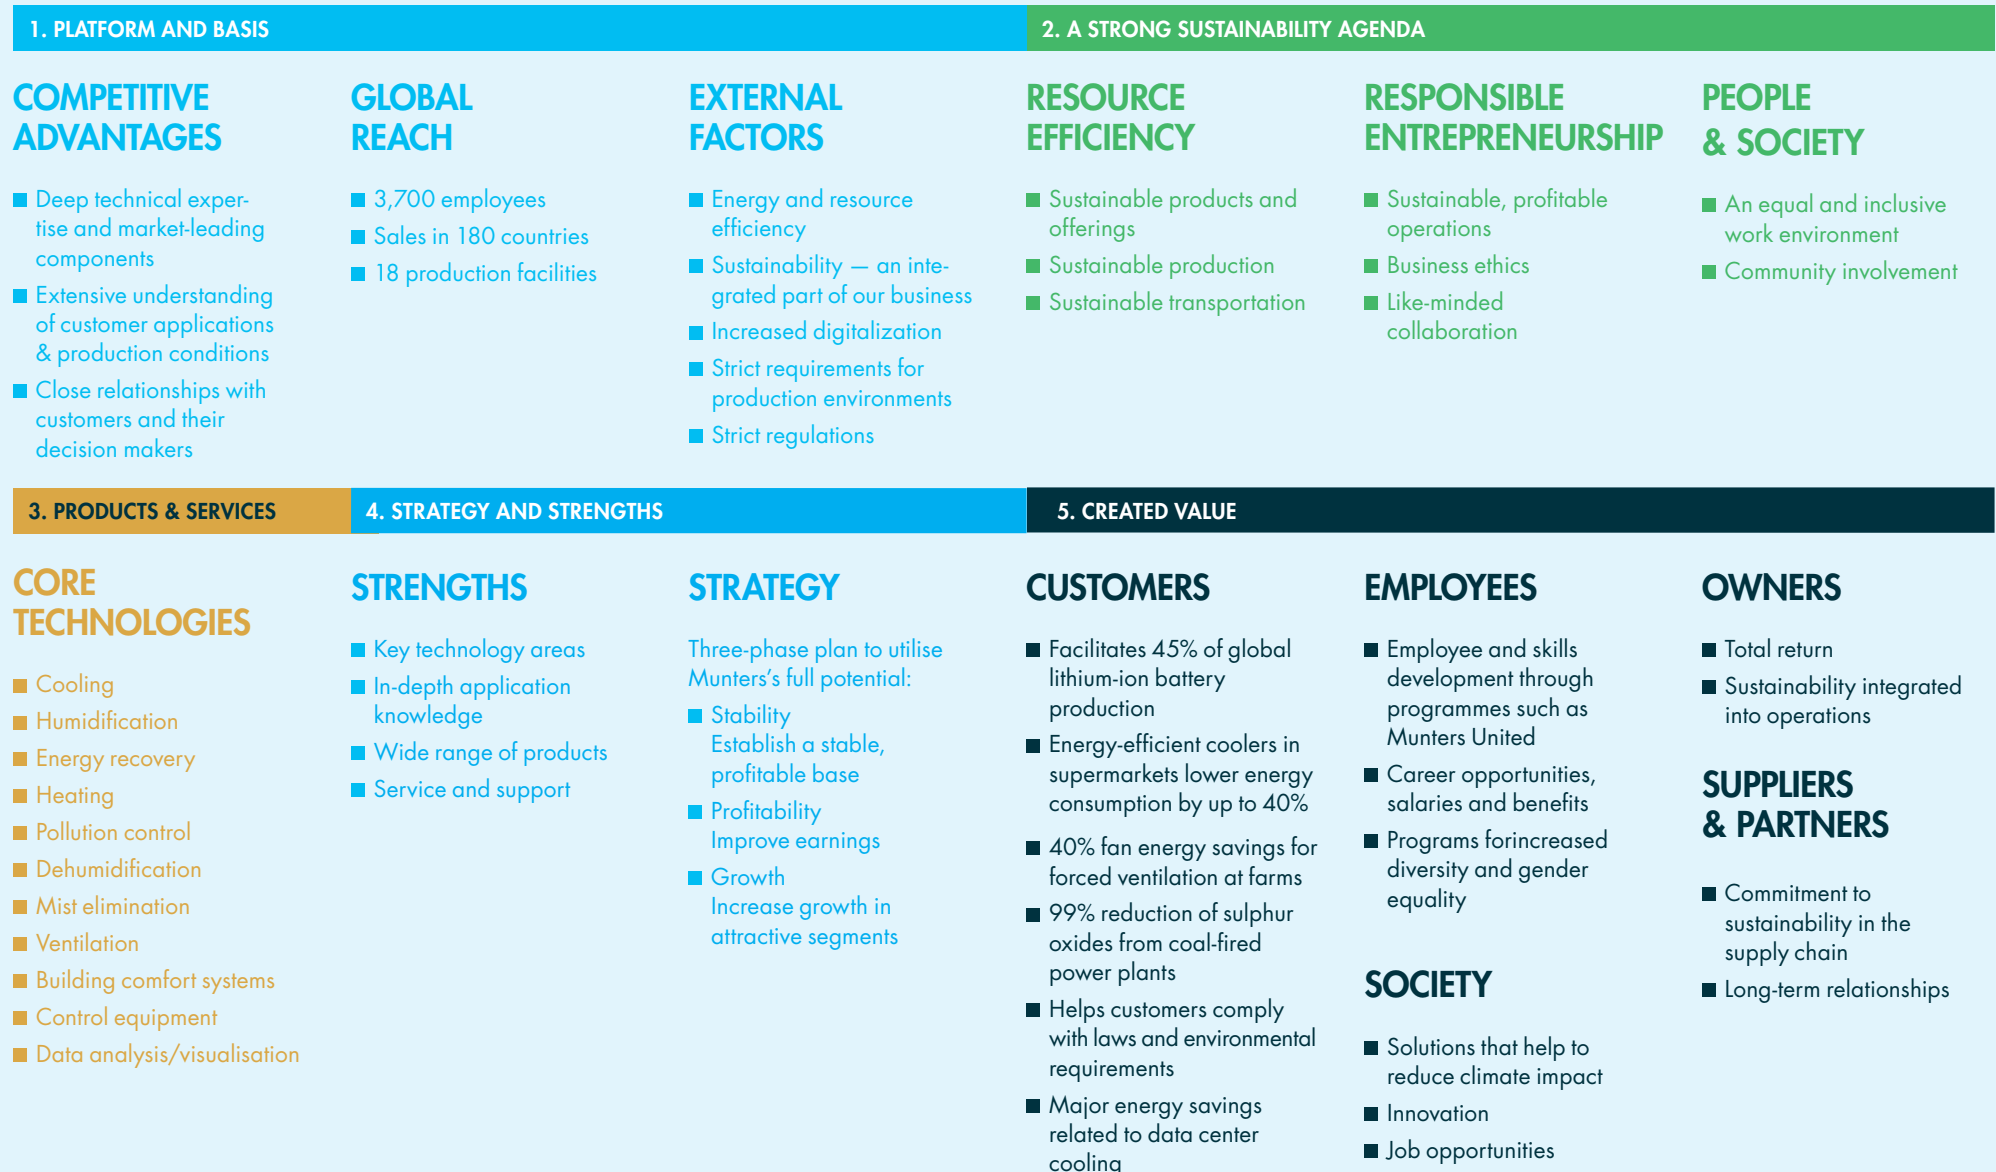 1. PLATFORM AND BASIS
2. A STRONG SUSTAINABILITY AGENDA
COMPETITIVE
ADVANTAGES
Deep technical exper-
tise and market-leading
components
Extensive understanding
of customer applications
& production conditions
Close relationships with
customers and their
decision makers
GLOBAL
REACH
3,700 employees
Sales in 180 countries
18 production facilities
EXTERNAL
FACTORS
Energy and resource
efficiency
Sustainability — an inte-
grated part of our business
Increased digitalization
Strict requirements for
production environments
Strict regulations
RESOURCE
EFFICIENCY
Sustainable products and
offerings
Sustainable production
Sustainable transportation
RESPONSIBLE
ENTREPRENEURSHIP
Sustainable, profitable
operations
Business ethics
Like-minded
collaboration
PEOPLE
& SOCIETY
An equal and inclusive
work environment
Community involvement
3. PRODUCTS & SERVICES
4. STRATEGY AND STRENGTHS
5. CREATED VALUE
CORE
TECHNOLOGIES
Cooling
Humidification
Energy recovery
Heating
Pollution control
Dehumidification
Mist elimination
Ventilation
Building comfort systems
Control equipment
Data analysis/visualisation
STRENGTHS
Key technology areas
In-depth application
knowledge
Wide range of products
Service and support
STRATEGY
Three-phase plan to utilise
Munters's full potential:
Stability
Establish a stable,
profitable base
Profitability
Improve earnings
Growth
Increase growth in
attractive segments
CUSTOMERS
Facilitates 45% of global
lithium-ion battery
production
Energy-efficient coolers in
supermarkets lower energy
consumption by up to 40%
40% fan energy savings for
forced ventilation at farms
99% reduction of sulphur
oxides from coal-fired
power plants
Helps customers comply
with laws and environmental
requirements
Major energy savings
related to data center
cooling
EMPLOYEES
Employee and skills
development through
programmes such as
Munters United
Career opportunities,
salaries and benefits
Programs forincreased
diversity and gender
equality
SOCIETY
Solutions that help to
reduce climate impact
Innovation
Job opportunities
OWNERS
Total return
Sustainability integrated
into operations
SUPPLIERS
& PARTNERS
Commitment to
sustainability in the
supply chain
Long-term relationships